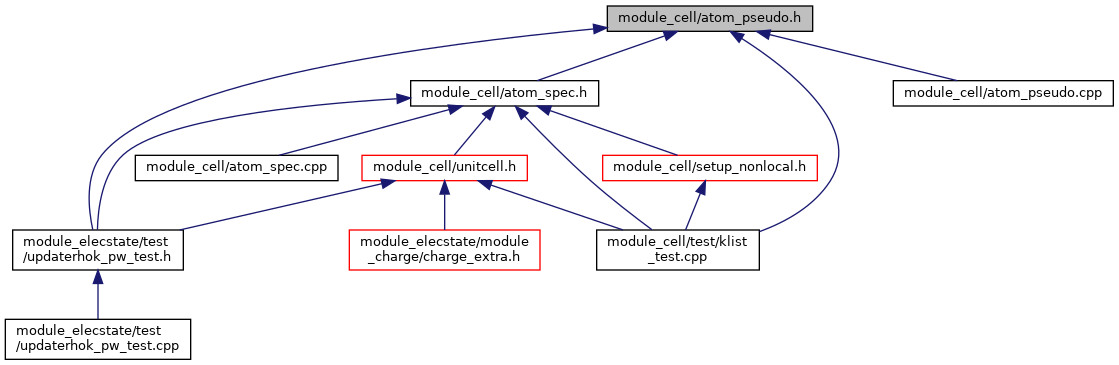 module_cell/atom_pseudo.h
module_cell/atom_spec.h
module_cell/atom_pseudo.cpp
module_cell/atom_spec.cpp
module_cell/unitcell.h
module_cell/setup_nonlocal.h
module_elecstate/test
/updaterhok_pw_test.h
module_elecstate/module
_charge/charge_extra.h
module_cell/test/klist
_test.cpp
module_elecstate/test
/updaterhok_pw_test.cpp